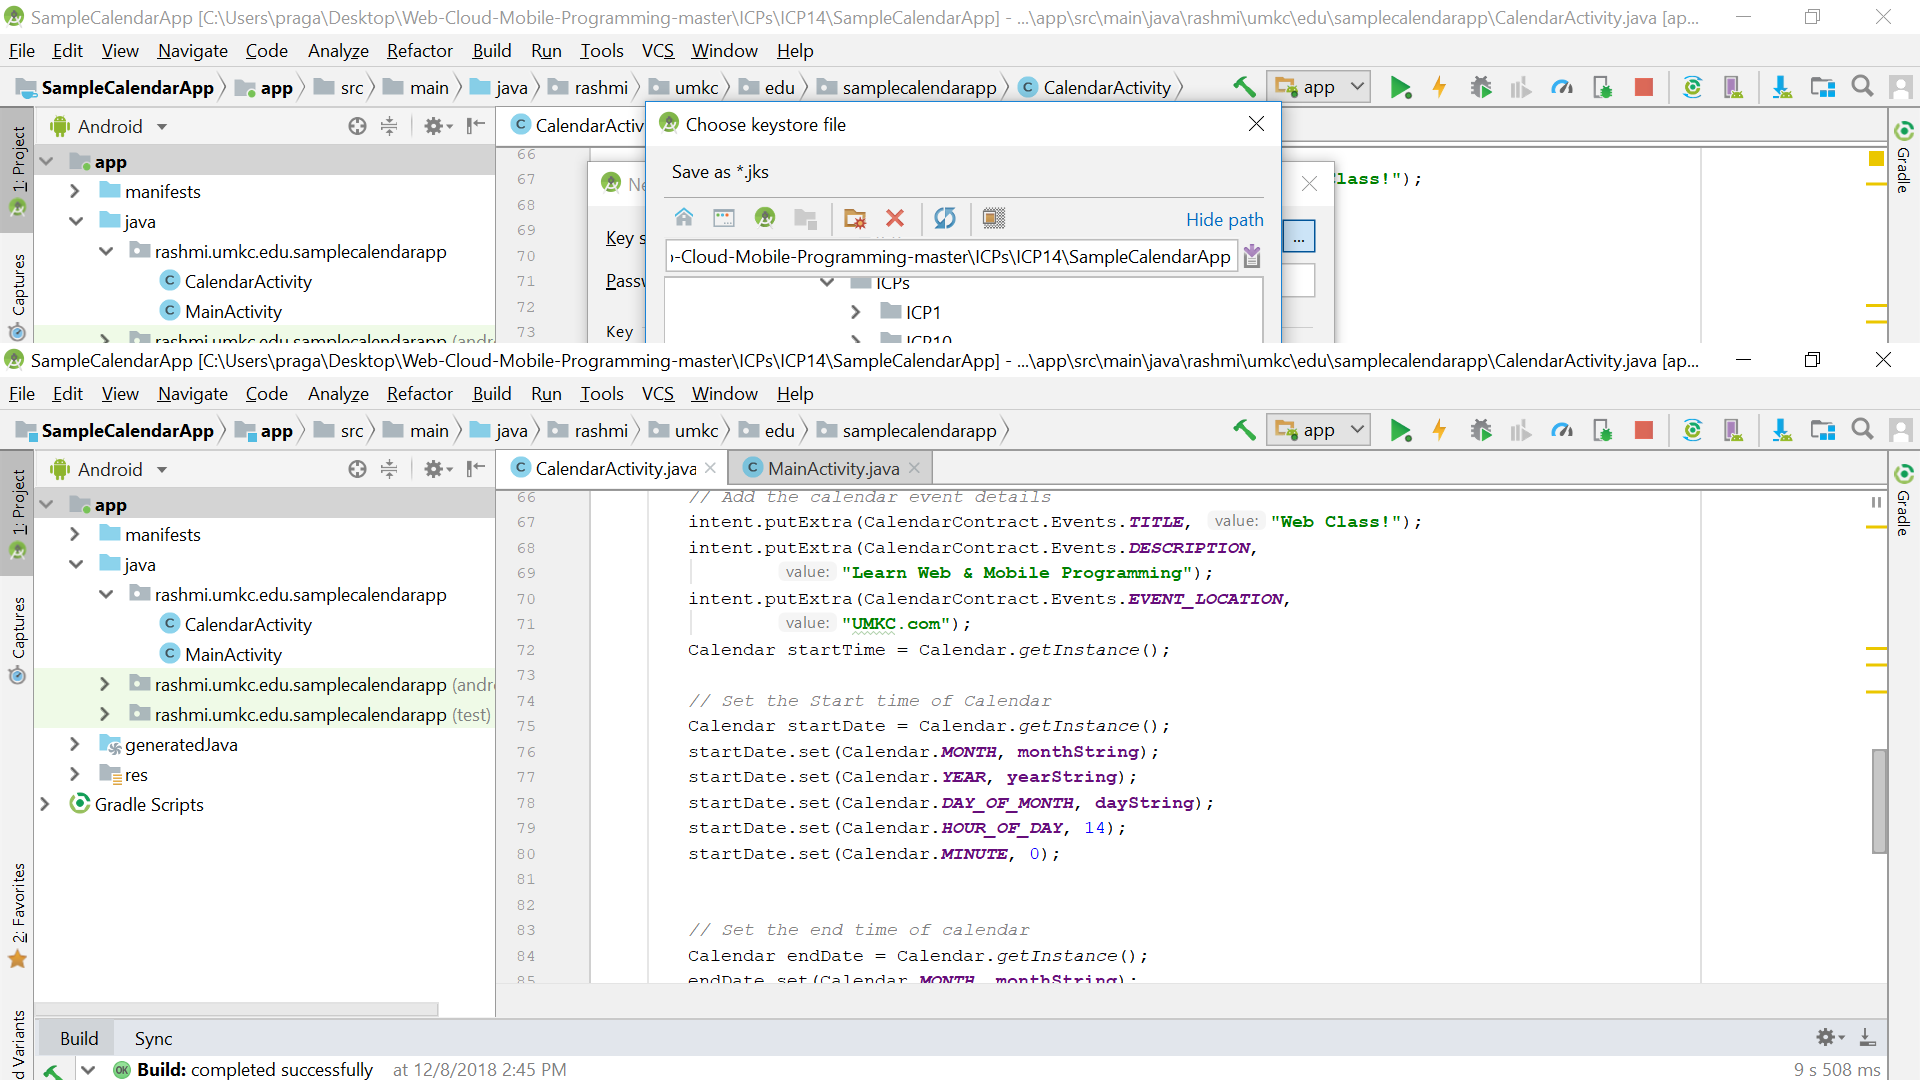 SampleCalendarApp [C:\Users\praga\Desktop\Web-Cloud-Mobile-Programming-master\ICPs\ICP14\SampleCalendarApp] - ...\app\src\main\java\rashmi\umkc\edu\samplecalendarapp\CalendarActivity.java [ap...
File Edit View Navigate Code Analyze Refactor Build Run Tools VCS Window Help
SampleCalendarApp app src main java rashmi umkc edu samplecalendarapp CalendarActivity app
Android CalendarActiv Choose keystore file
1: Project
Captures
Gradle
app
manifests
java
rashmi.umkc.edu.samplecalendarapp
CalendarActivity
MainActivity
rashmi.umkc.edu.samplecalendarapp (andr
66
67 lass!");
68
69
70
71
72
73
Ne
Key s
Passw
Key
...
Save as *.jks
Hide path
-Cloud-Mobile-Programming-master\ICPs\ICP14\SampleCalendarApp
ICPs
ICP1
ICP10
SampleCalendarApp [C:\Users\praga\Desktop\Web-Cloud-Mobile-Programming-master\ICPs\ICP14\SampleCalendarApp] - ...\app\src\main\java\rashmi\umkc\edu\samplecalendarapp\CalendarActivity.java [ap...
File Edit View Navigate Code Analyze Refactor Build Run Tools VCS Window Help
SampleCalendarApp app src main java rashmi umkc edu samplecalendarapp app
Android CalendarActivity.java MainActivity.java
1: Project
Captures
2: Favorites
d Variants
Gradle
app
manifests
java
rashmi.umkc.edu.samplecalendarapp
CalendarActivity
MainActivity
rashmi.umkc.edu.samplecalendarapp (andr
rashmi.umkc.edu.samplecalendarapp (test)
generatedJava
res
Gradle Scripts
66 // Add the calendar event details
67 intent.putExtra(CalendarContract.Events.TITLE, value: "Web Class!");
68 intent.putExtra(CalendarContract.Events.DESCRIPTION,
69 value: "Learn Web & Mobile Programming");
70 intent.putExtra(CalendarContract.Events.EVENT_LOCATION,
71 value: "UMKC.com");
72 Calendar startTime = Calendar.getInstance();
73
74 // Set the Start time of Calendar
75 Calendar startDate = Calendar.getInstance();
76 startDate.set(Calendar.MONTH, monthString);
77 startDate.set(Calendar.YEAR, yearString);
78 startDate.set(Calendar.DAY_OF_MONTH, dayString);
79 startDate.set(Calendar.HOUR_OF_DAY, 14);
80 startDate.set(Calendar.MINUTE, 0);
81
82
83 // Set the end time of calendar
84 Calendar endDate = Calendar.getInstance();
85 endDate.set(Calendar.MONTH, monthString);
Build Sync
Build: completed successfully at 12/8/2018 2:45 PM 9 s 508 ms